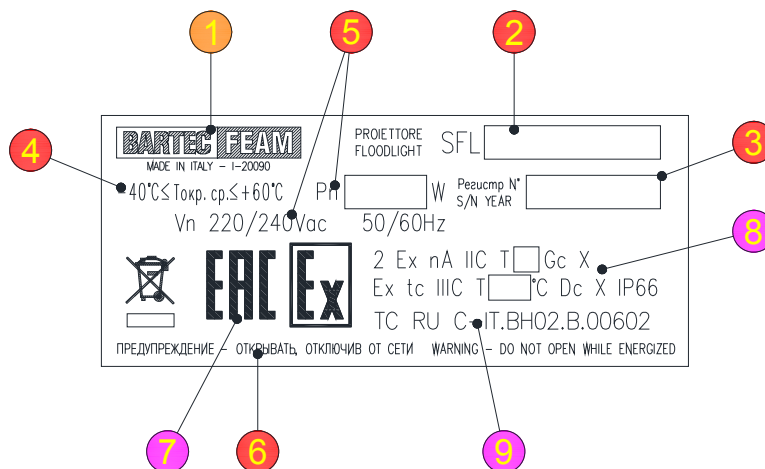 1 5 2
BARTEC FEAM
MADE IN ITALY - I-20090
PROIETTORE
FLOODLIGHT
SFL
4
3
-40°C≤Токр. ср.≤+60°C
Pn W
Регистр N°
S/N YEAR
Vn 220/240Vac 50/60Hz
8
EAC Ex
2 Ex nA IIC T Gc X
Ex tc IIIC T °C Dc X IP66
TC RU C-IT.BH02.B.00602
ПРЕДУПРЕЖДЕНИЕ - ОТКРЫВАТЬ, ОТКЛЮЧИВ ОТ СЕТИ WARNING - DO NOT OPEN WHILE ENERGIZED
7 6 9